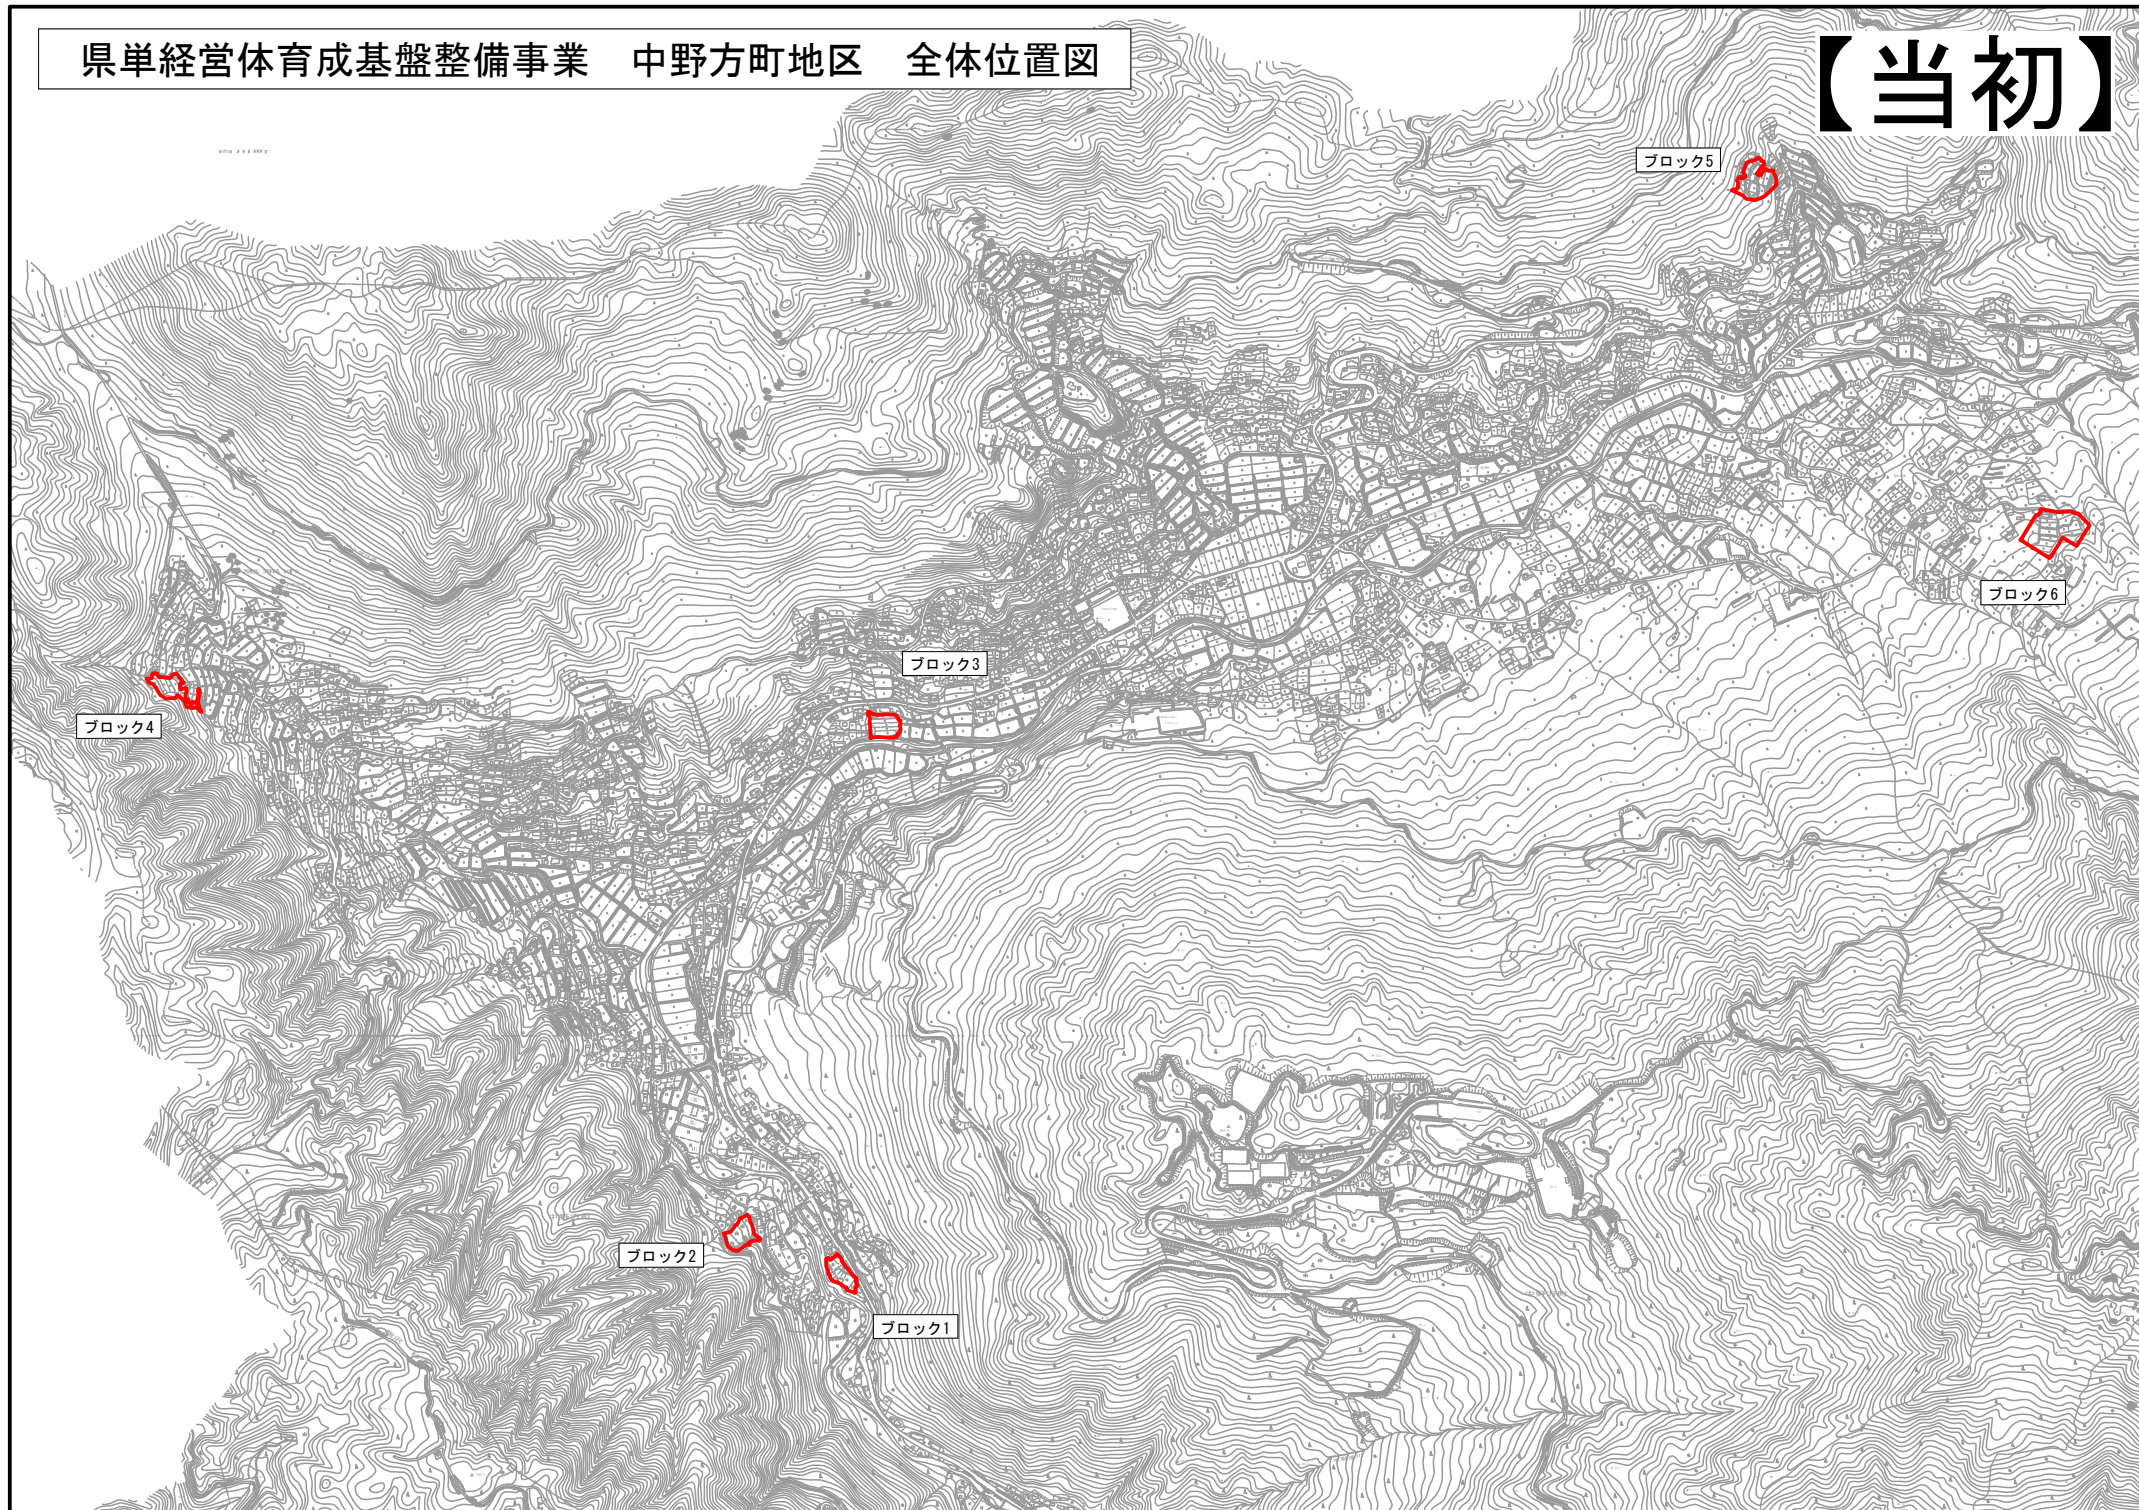 県単経営体育成基盤整備事業　中野方町地区　全体位置図
【当初】
ブロック5
ブロック6
ブロック3
ブロック4
ブロック2
ブロック1